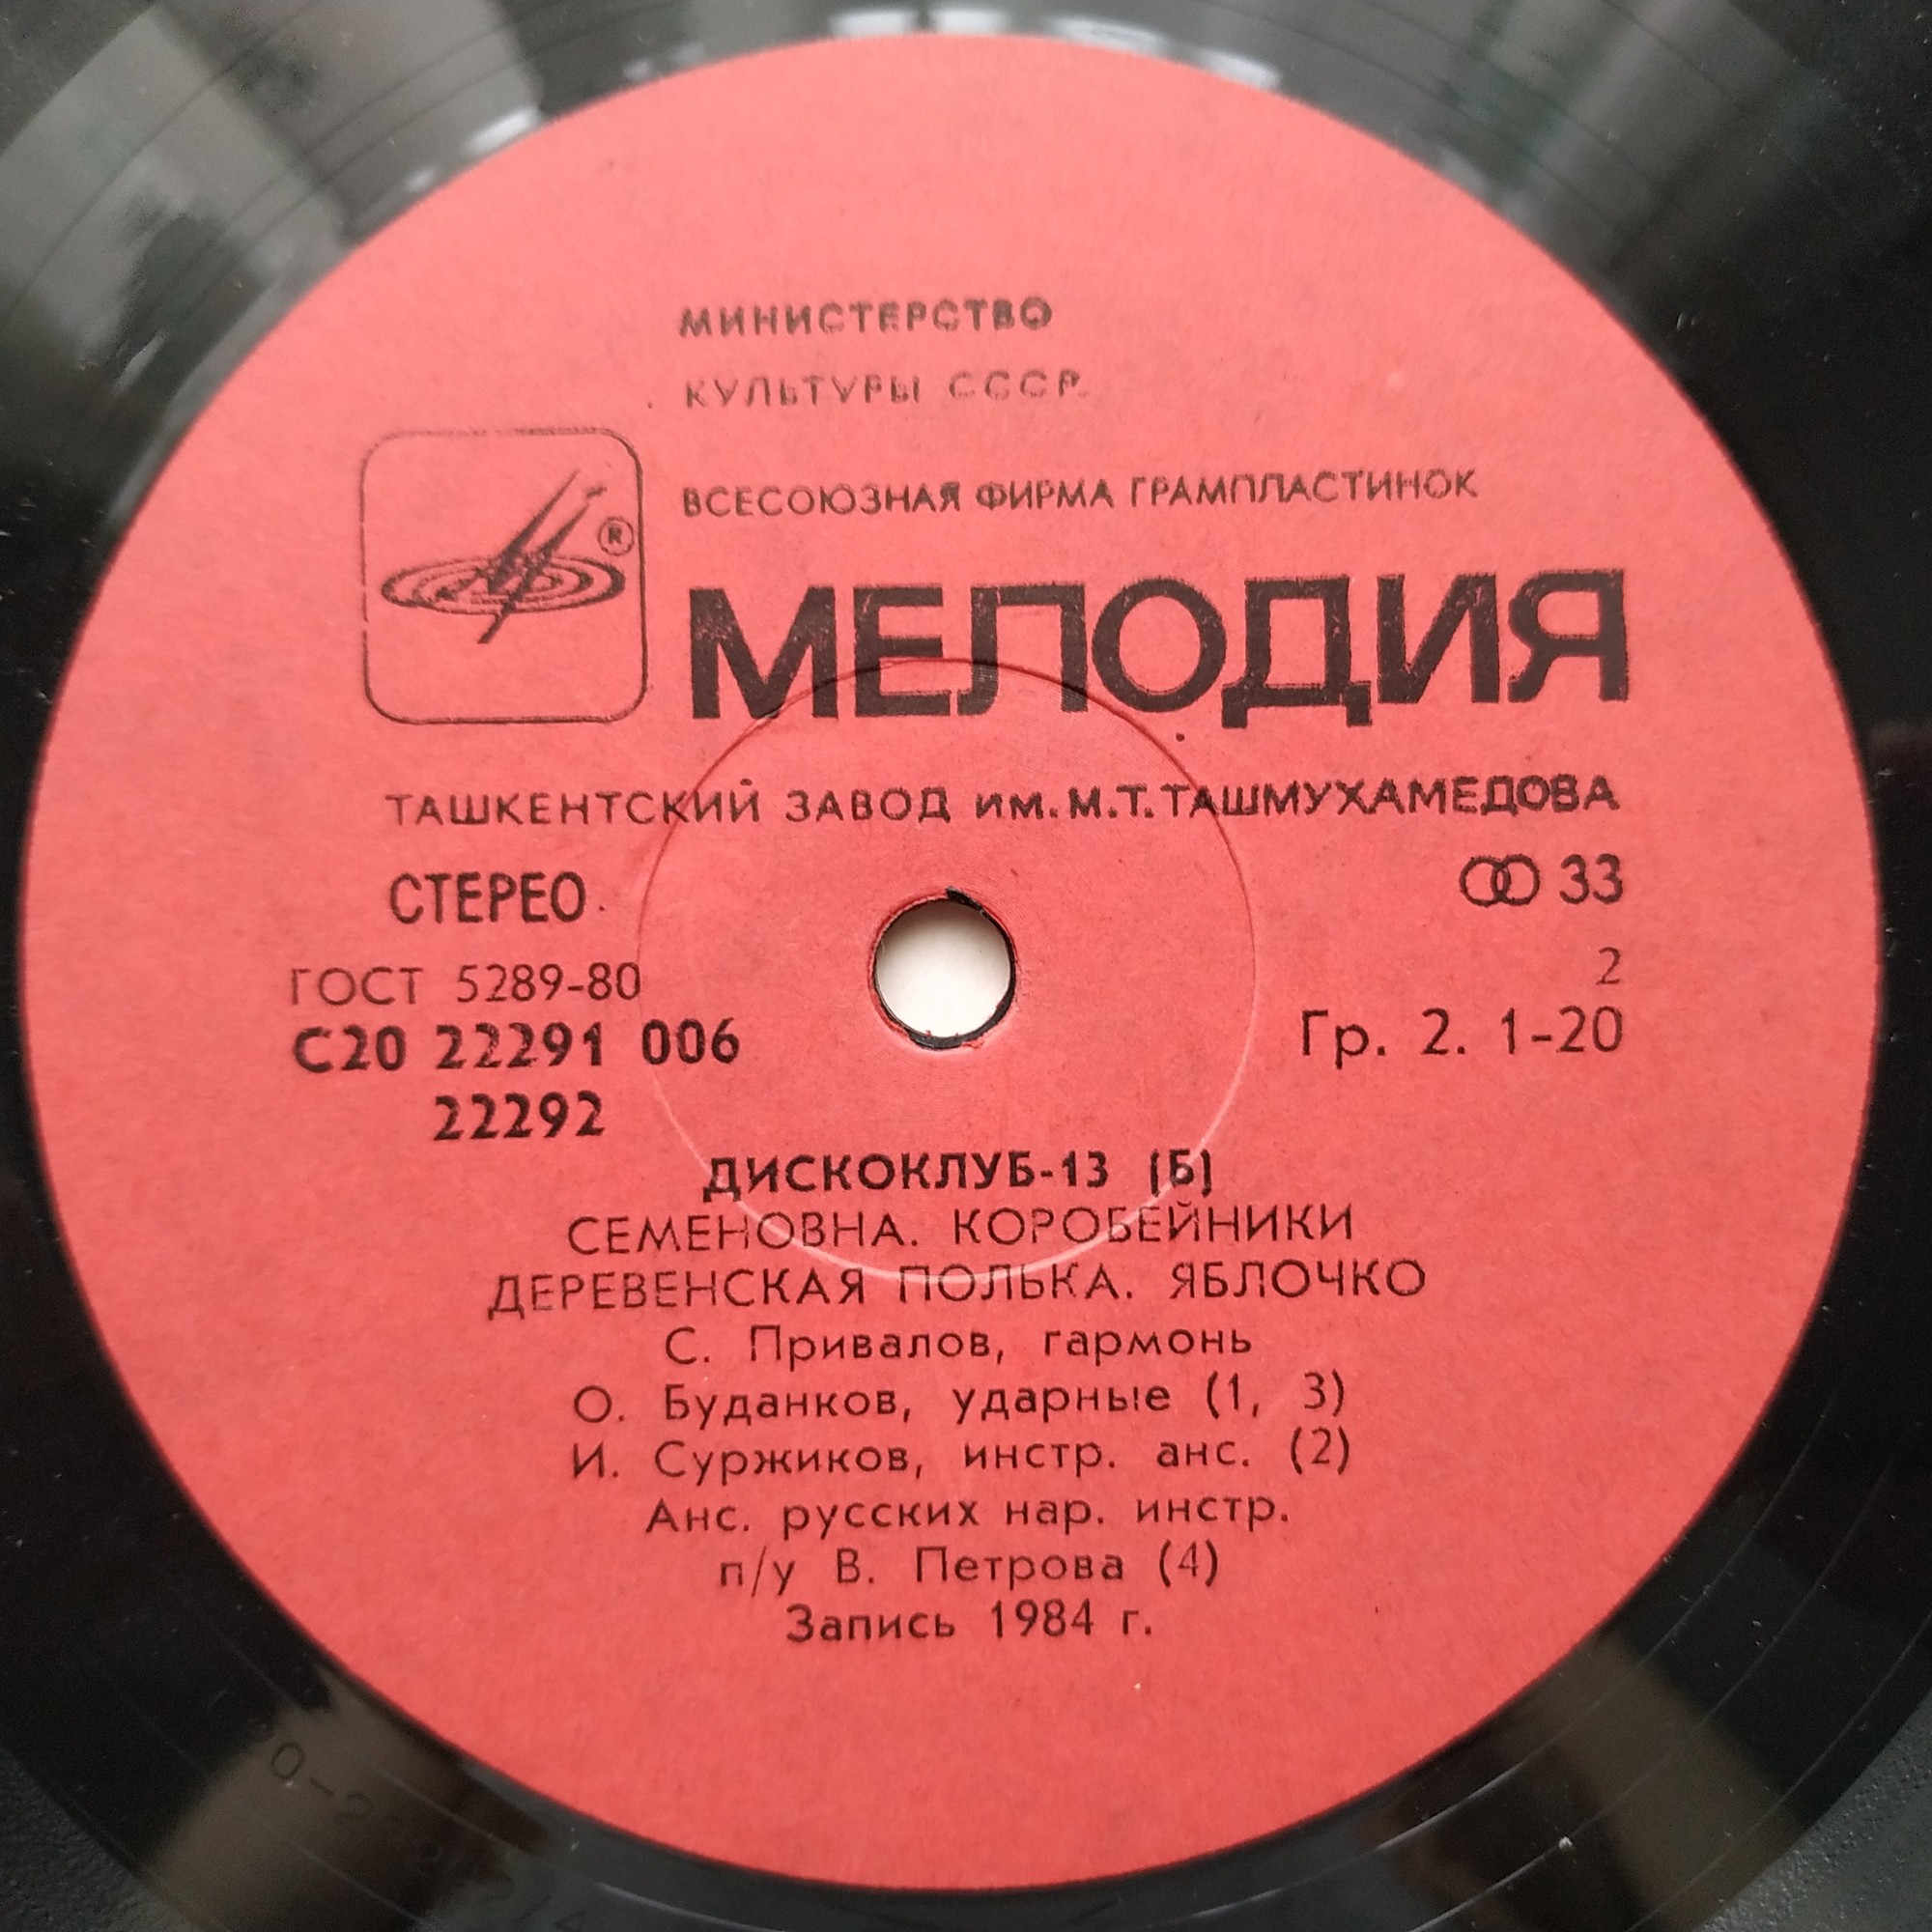 МИНИСТЕРСТВО
КУЛЬТУРЫ СССР
ВСЕСОЮЗНАЯ ФИРМА ГРАМПЛАСТИНОК
®
МЕЛОДИЯ
ТАШКЕНТСКИЙ ЗАВОД им. М.Т. ТАШМУХАМЕДОВА
СТЕРЕО 33
ГОСТ 5289-80 2
С20 22291 006 Гр. 2. 1-20
22292
ДИСКОКЛУБ-13 (Б)
СЕМЕНОВНА. КОРОБЕЙНИКИ
ДЕРЕВЕНСКАЯ ПОЛЬКА. ЯБЛОЧКО
С. Привалов, гармонь
О. Буданков, ударные (1, 3)
И. Суржиков, инстр. анс. (2)
Анс. русских нар. инстр.
п/у В. Петрова (4)
Запись 1984 г.